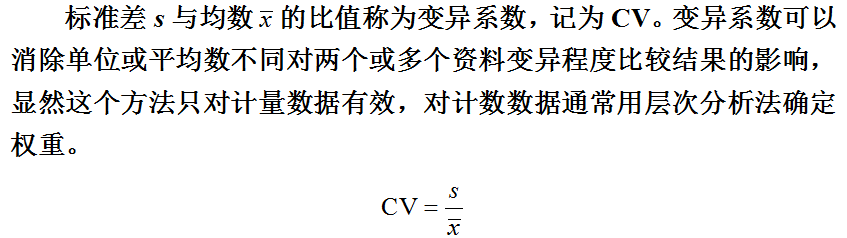 标准差 s 与均数 x̄ 的比值称为变异系数，记为 CV。变异系数可以
消除单位或平均数不同对两个或多个资料变异程度比较结果的影响，
显然这个方法只对计量数据有效，对计数数据通常用层次分析法确定
权重。
CV = s / x̄